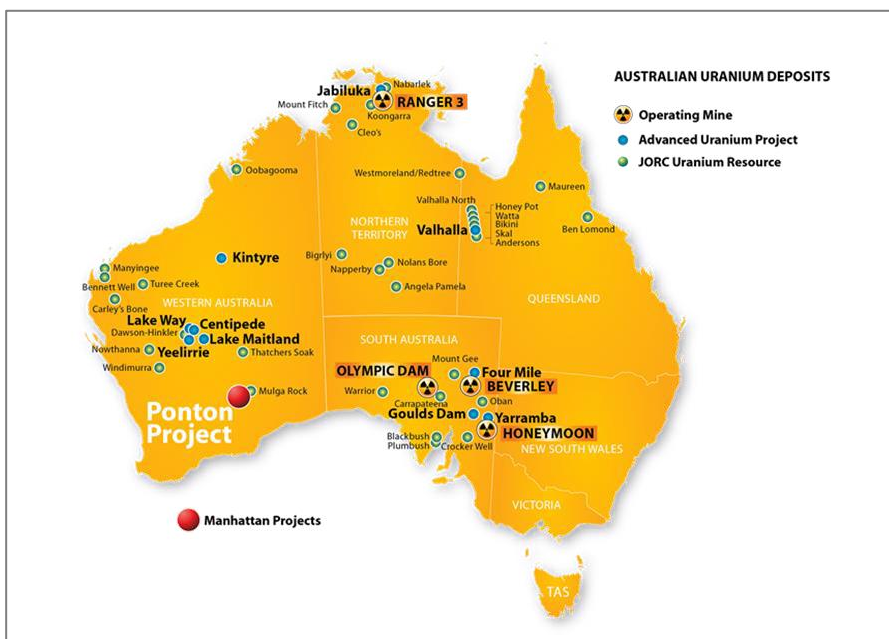 AUSTRALIAN URANIUM DEPOSITS
Operating Mine
Advanced Uranium Project
JORC Uranium Resource
Jabiluka
Nabarlek
RANGER 3
Mount Fitch
Koongarra
Cleo's
Oobagooma
Westmoreland/Redtree
Maureen
Valhalla North
Honey Pot
Watta
Bikini
Skal
Andersons
Valhalla
Ben Lomond
NORTHERN
TERRITORY
Kintyre
Bigrlyi
Nolans Bore
Napperby
Angela Pamela
Manyingee
Bennett Well
Turee Creek
Carley's Bone
WESTERN AUSTRALIA
QUEENSLAND
Lake Way
Centipede
Dawson-Hinkler
Lake Maitland
Nowthanna
Yeelirrie
Thatchers Soak
Windimurra
SOUTH AUSTRALIA
Mount Gee
OLYMPIC DAM
Four Mile
BEVERLEY
Warrior
Carrapateena
Oban
Mulga Rock
Ponton
Project
Goulds Dam
Yarramba
HONEYMOON
Blackbush
Plumbush
Crocker Well
NEW SOUTH WALES
VICTORIA
Manhattan Projects
TAS